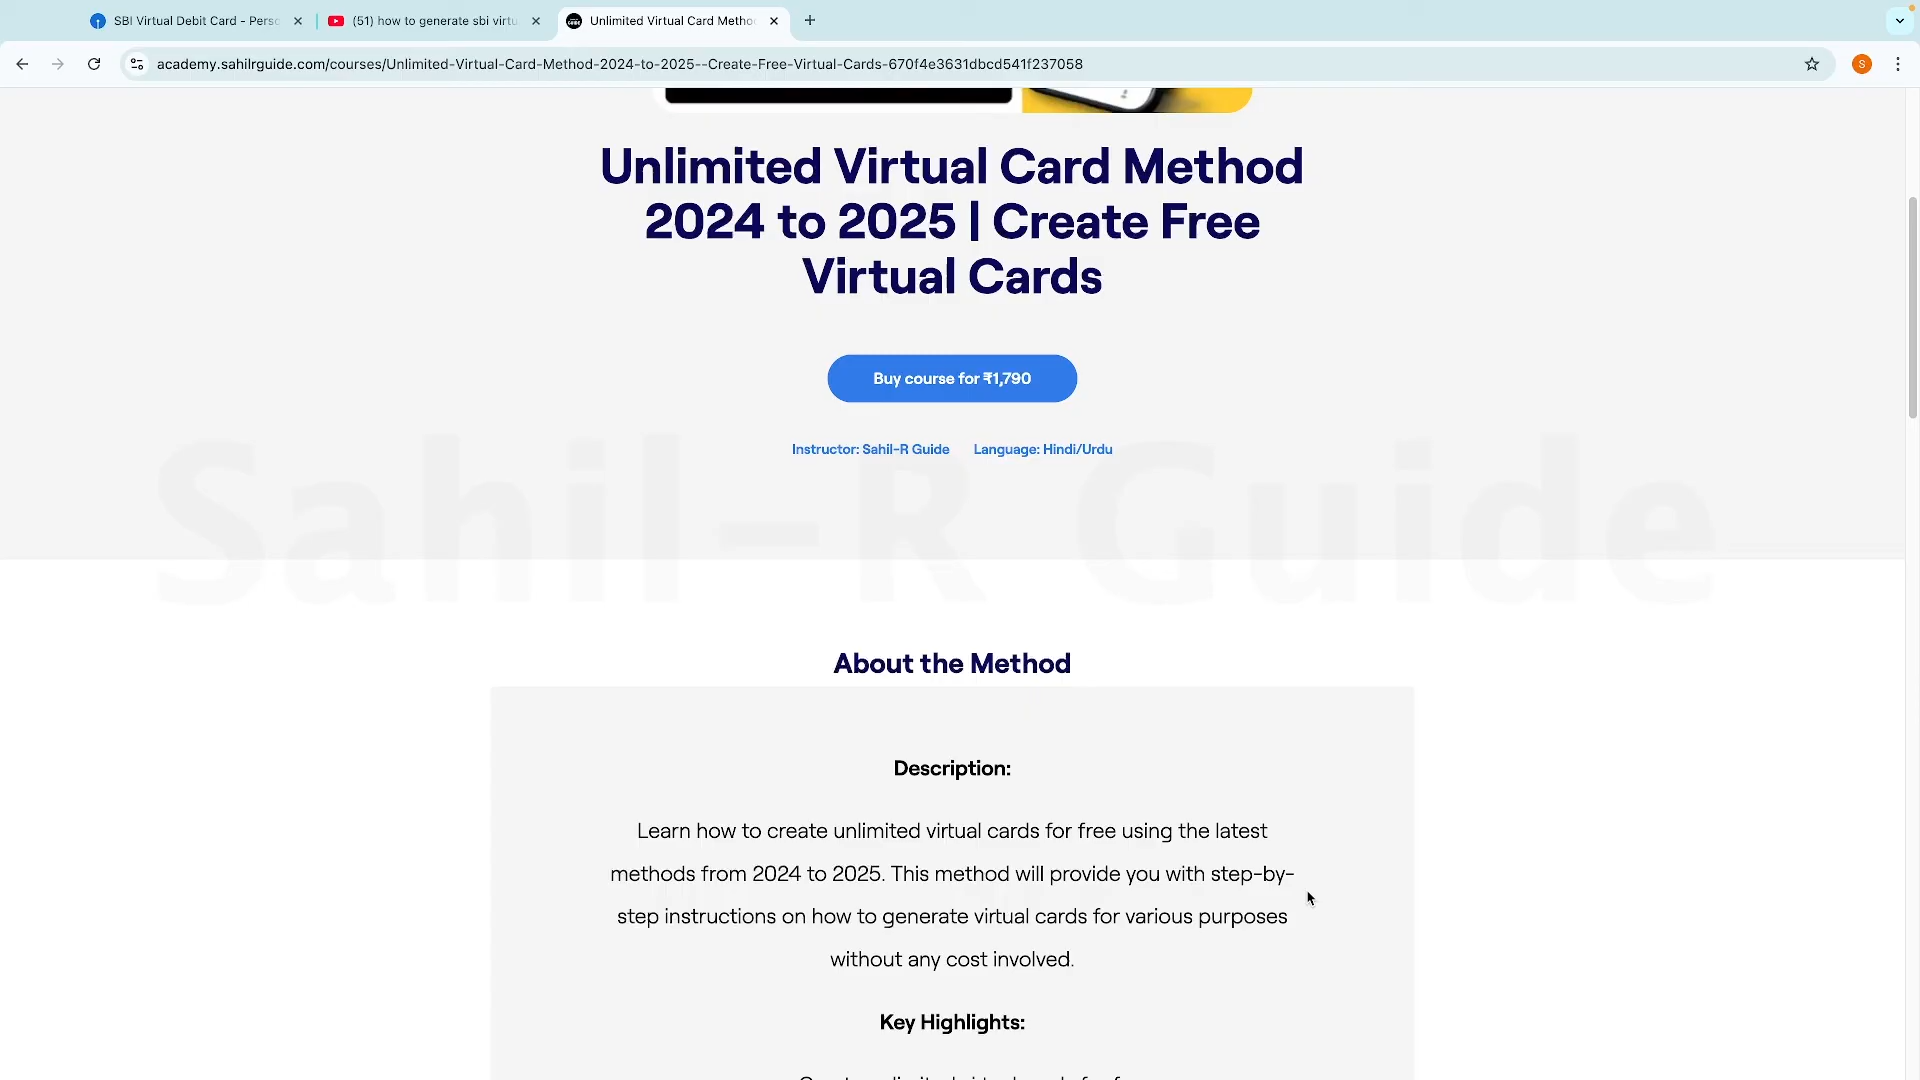 SBI Virtual Debit Card - Perso
(51) how to generate sbi virtu
Unlimited Virtual Card Metho
academy.sahilrguide.com/courses/Unlimited-Virtual-Card-Method-2024-to-2025--Create-Free-Virtual-Cards-670f4e3631dbcd541f237058
S
Unlimited Virtual Card Method
2024 to 2025 | Create Free
Virtual Cards
Buy course for ₹1,790
Instructor: Sahil-R Guide Language: Hindi/Urdu
Sahil-R Guide
About the Method
Description:
Learn how to create unlimited virtual cards for free using the latest
methods from 2024 to 2025. This method will provide you with step-by-
step instructions on how to generate virtual cards for various purposes
without any cost involved.
Key Highlights: